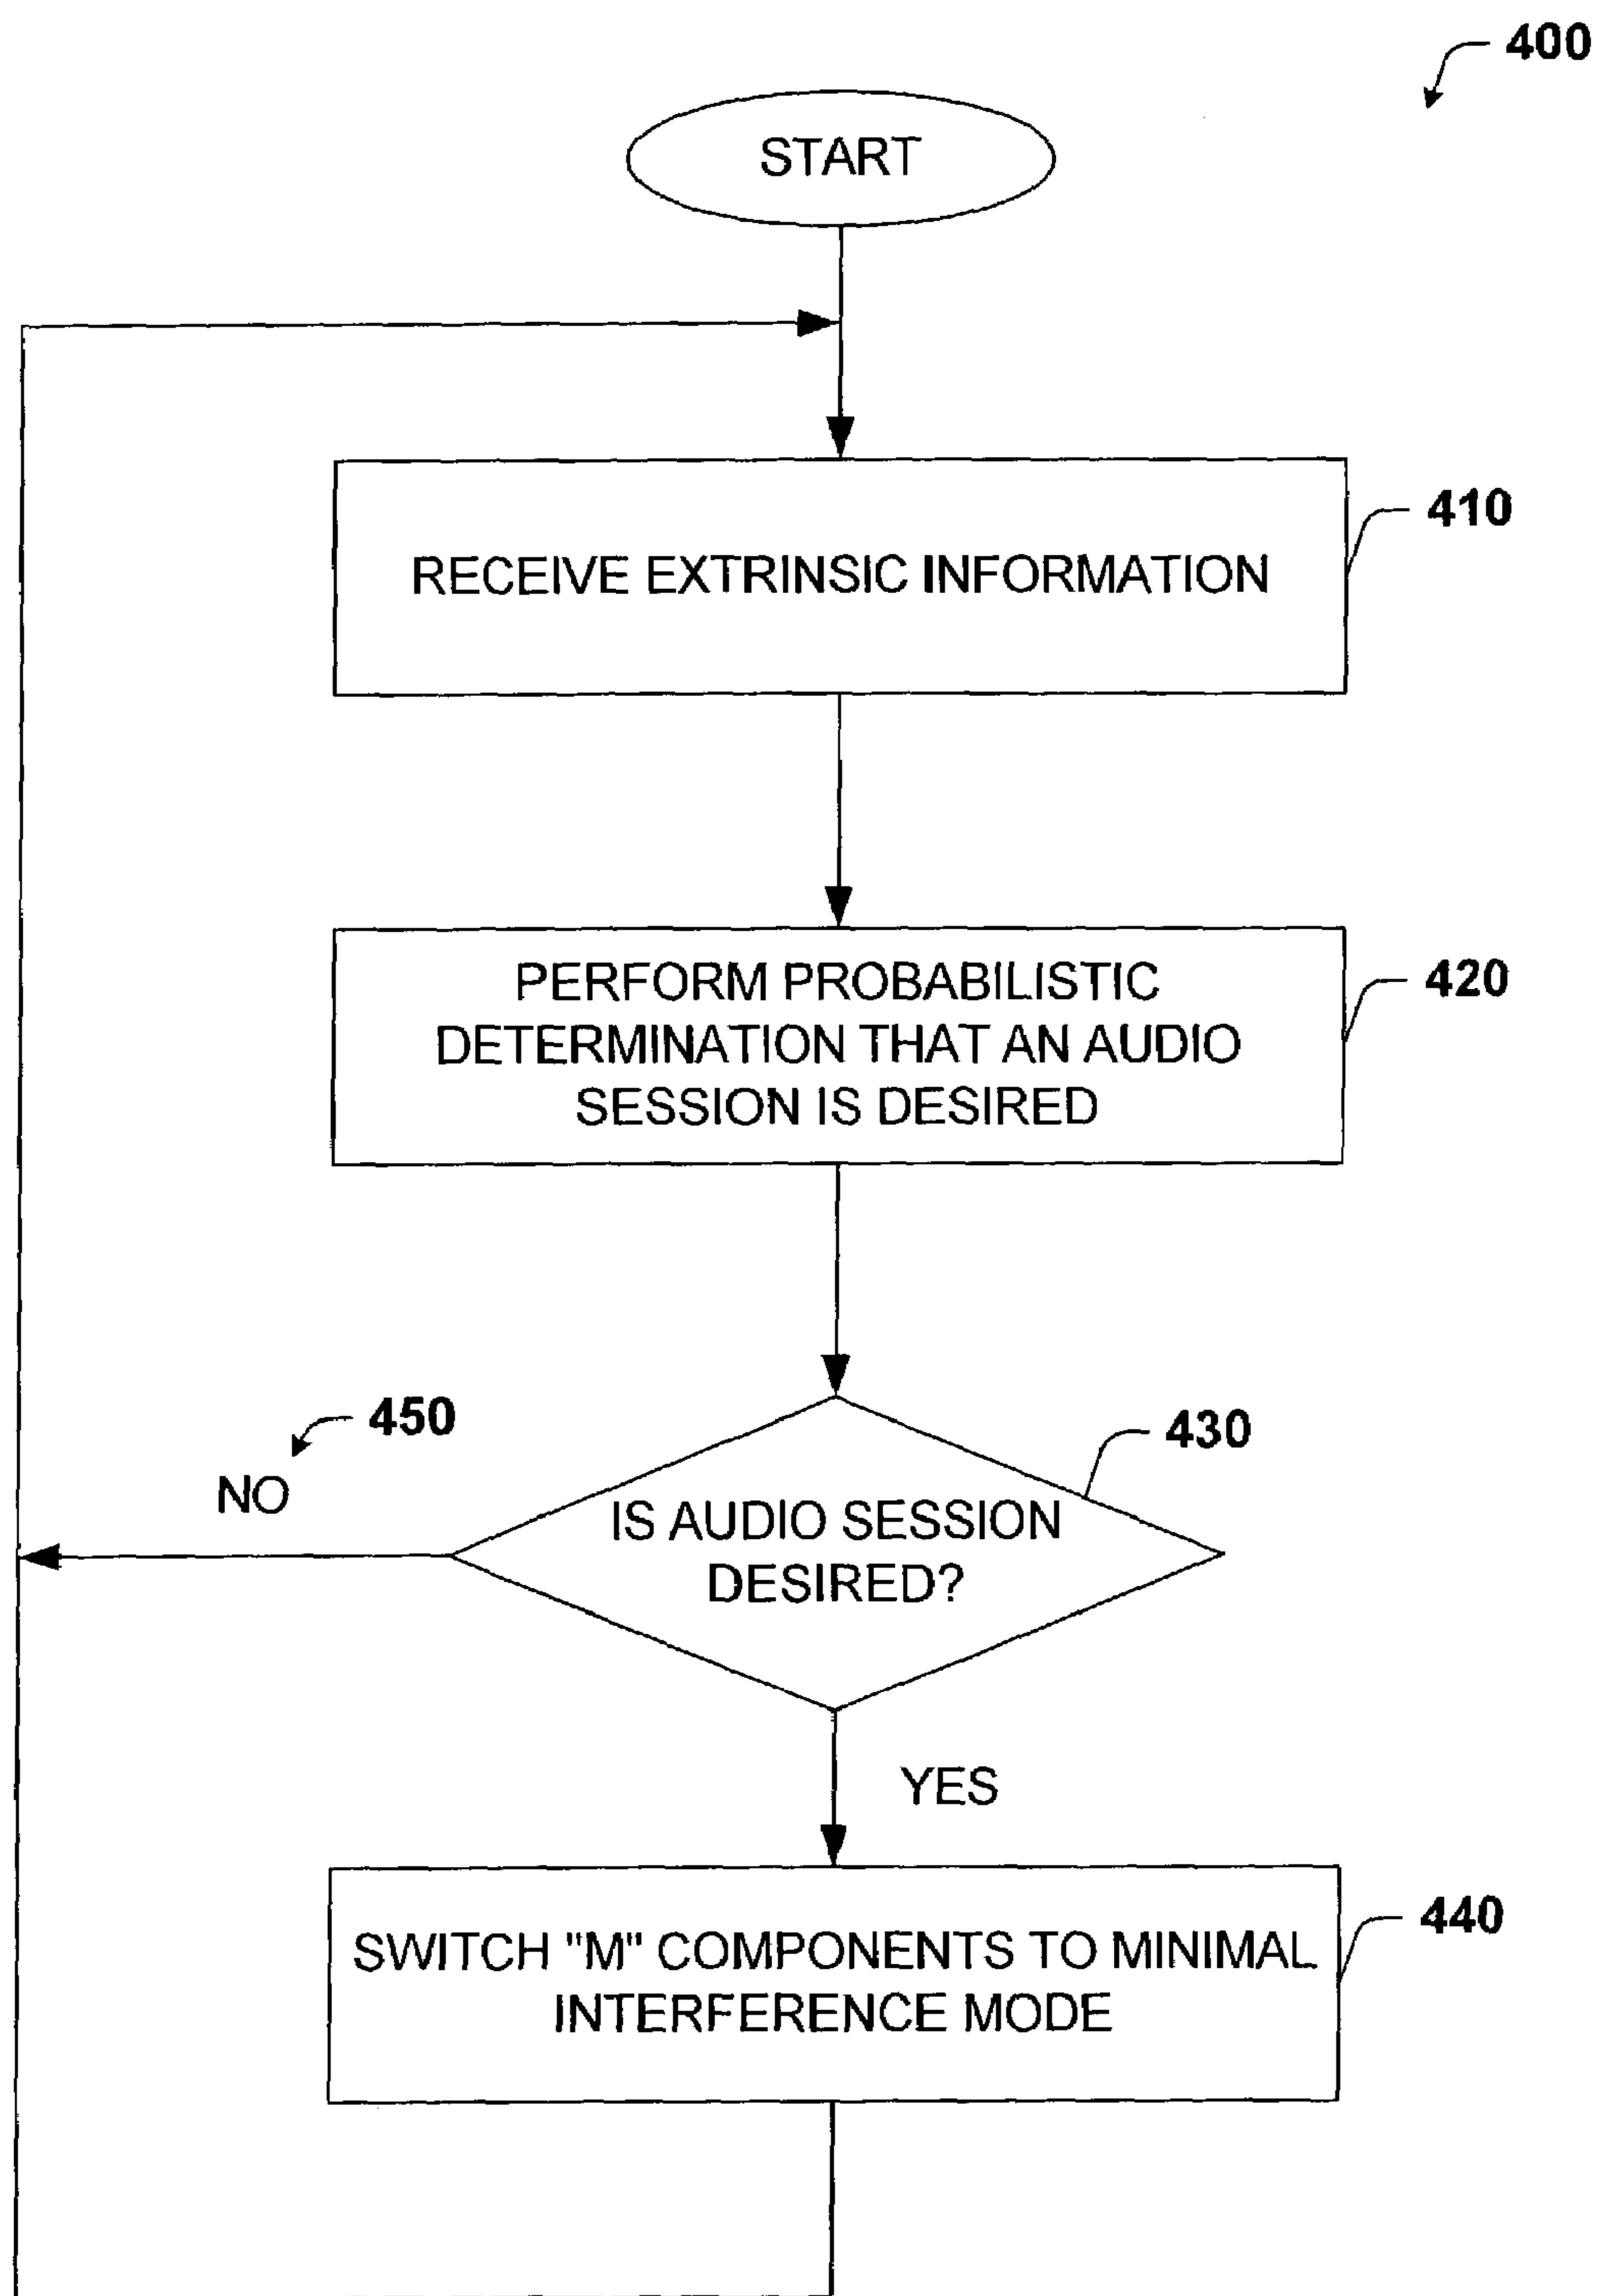 400
START
RECEIVE EXTRINSIC INFORMATION
410
PERFORM PROBABILISTIC
DETERMINATION THAT AN AUDIO
SESSION IS DESIRED
420
450
NO
430
IS AUDIO SESSION
DESIRED?
YES
SWITCH "M" COMPONENTS TO MINIMAL
INTERFERENCE MODE
440